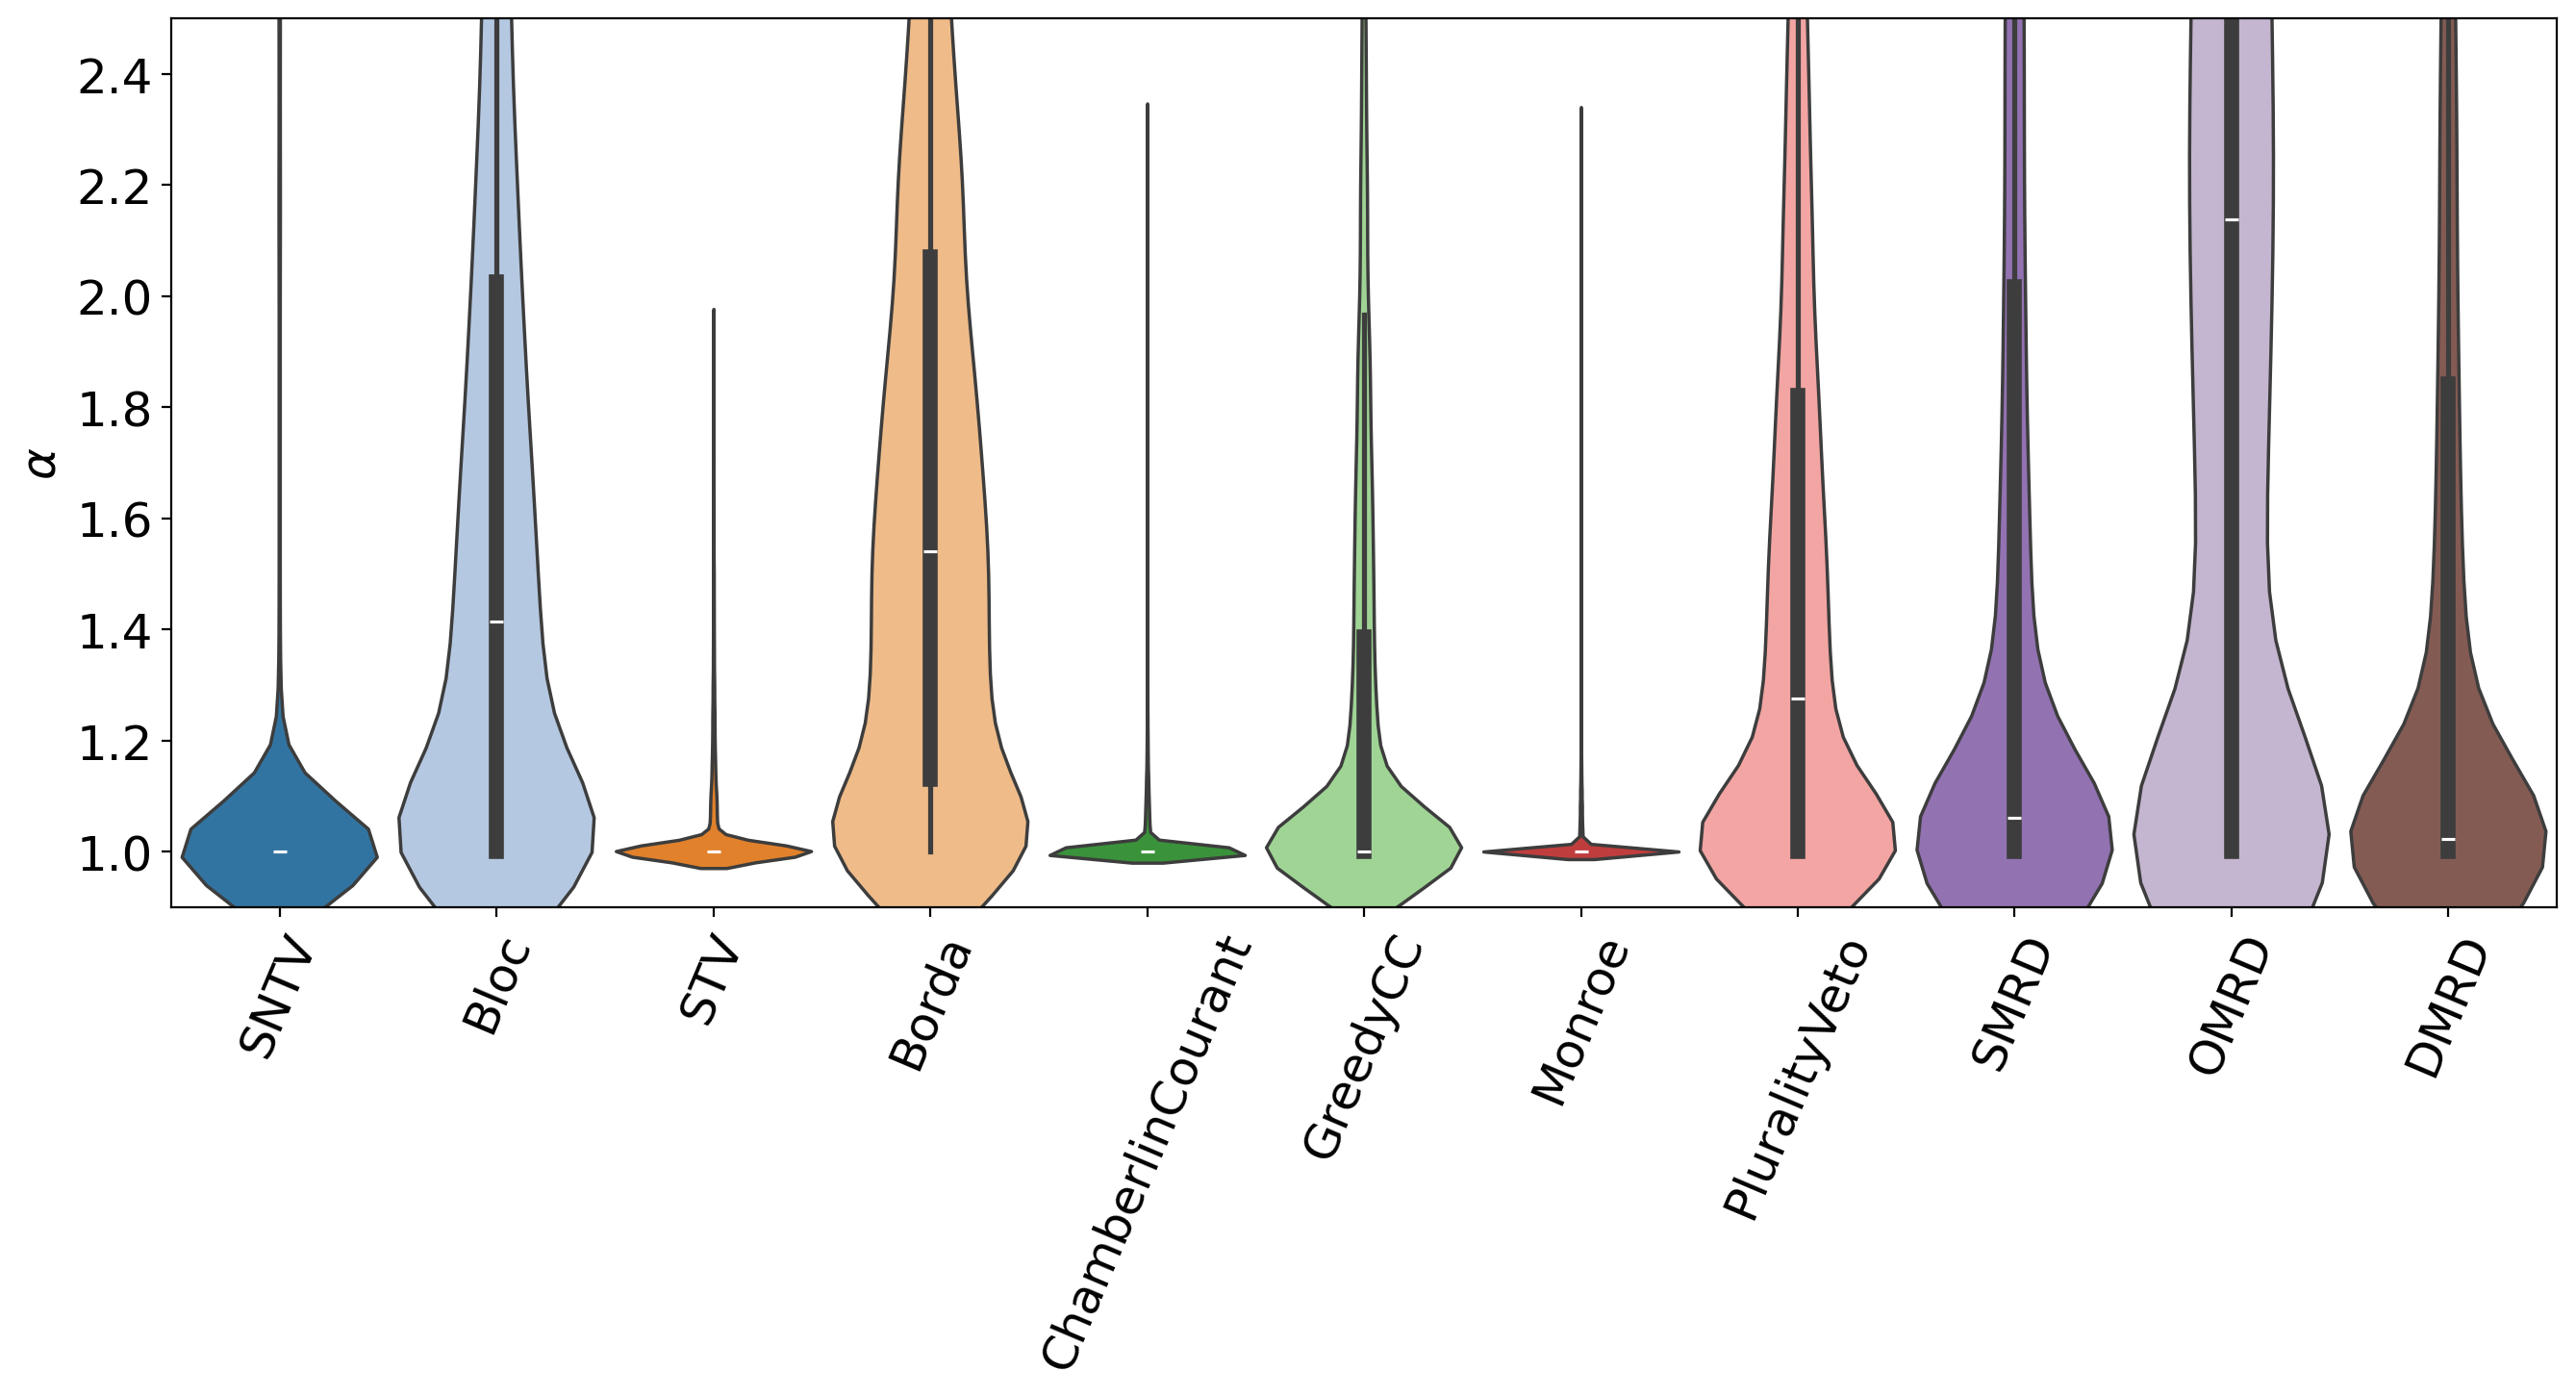 2.4
2.2
2.0
1.8
1.6
1.4
1.2
1.0
α
SNTV
Bloc
STV
Borda
ChamberlinCourant
GreedyCC
Monroe
PluralityVeto
SMRD
OMRD
DMRD